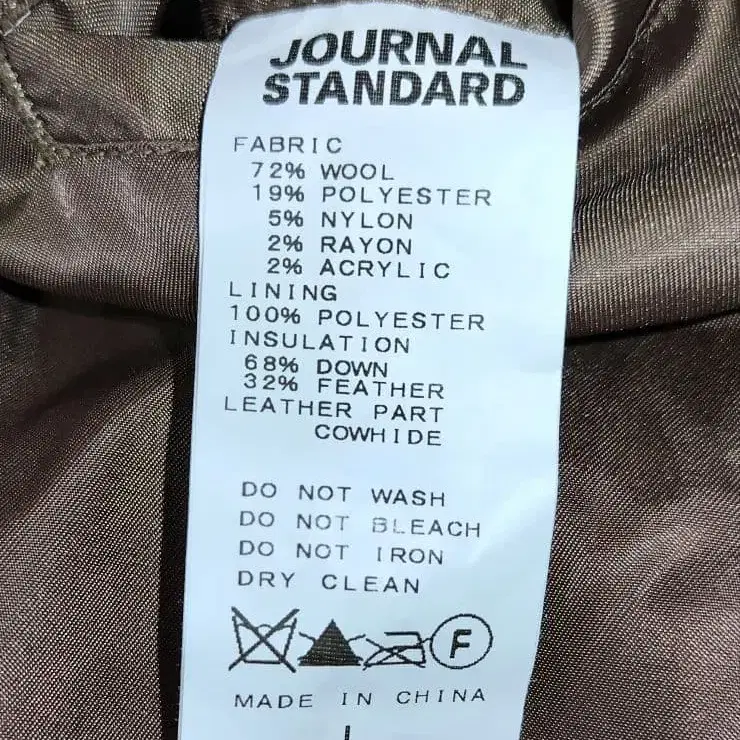 JOURNAL
STANDARD
FABRIC
72% WOOL
19% POLYESTER
5% NYLON
2% RAYON
2% ACRYLIC
LINING
100% POLYESTER
INSULATION
68% DOWN
32% FEATHER
LEATHER PART
COWHIDE
DO NOT WASH
DO NOT BLEACH
DO NOT IRON
DRY CLEAN
F
MADE IN CHINA